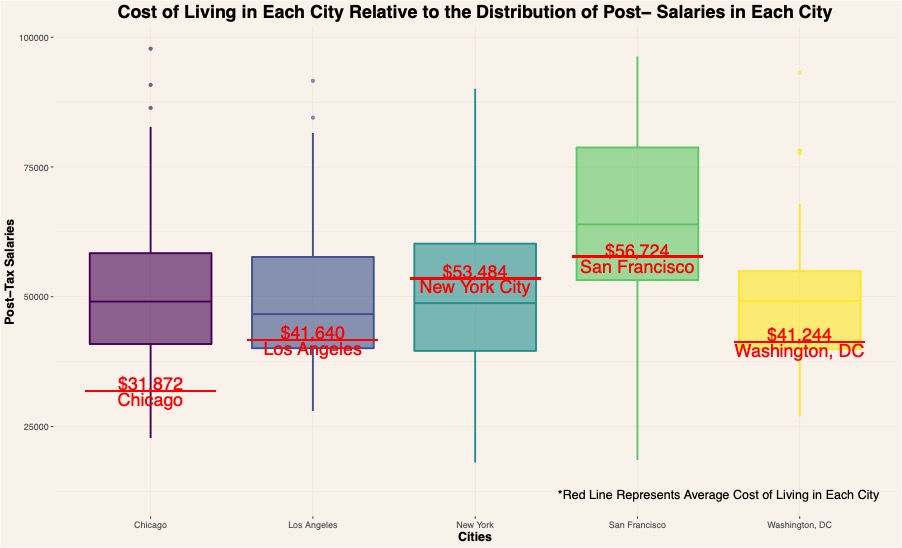 Cost of Living in Each City Relative to the Distribution of Post− Salaries in Each City
Post−Tax Salaries
100000
75000
50000
25000
$31,872
Chicago
$41,640
Los Angeles
$53,484
New York City
$56,724
San Francisco
$41,244
Washington, DC
*Red Line Represents Average Cost of Living in Each City
Chicago
Los Angeles
New York
San Francisco
Washington, DC
Cities